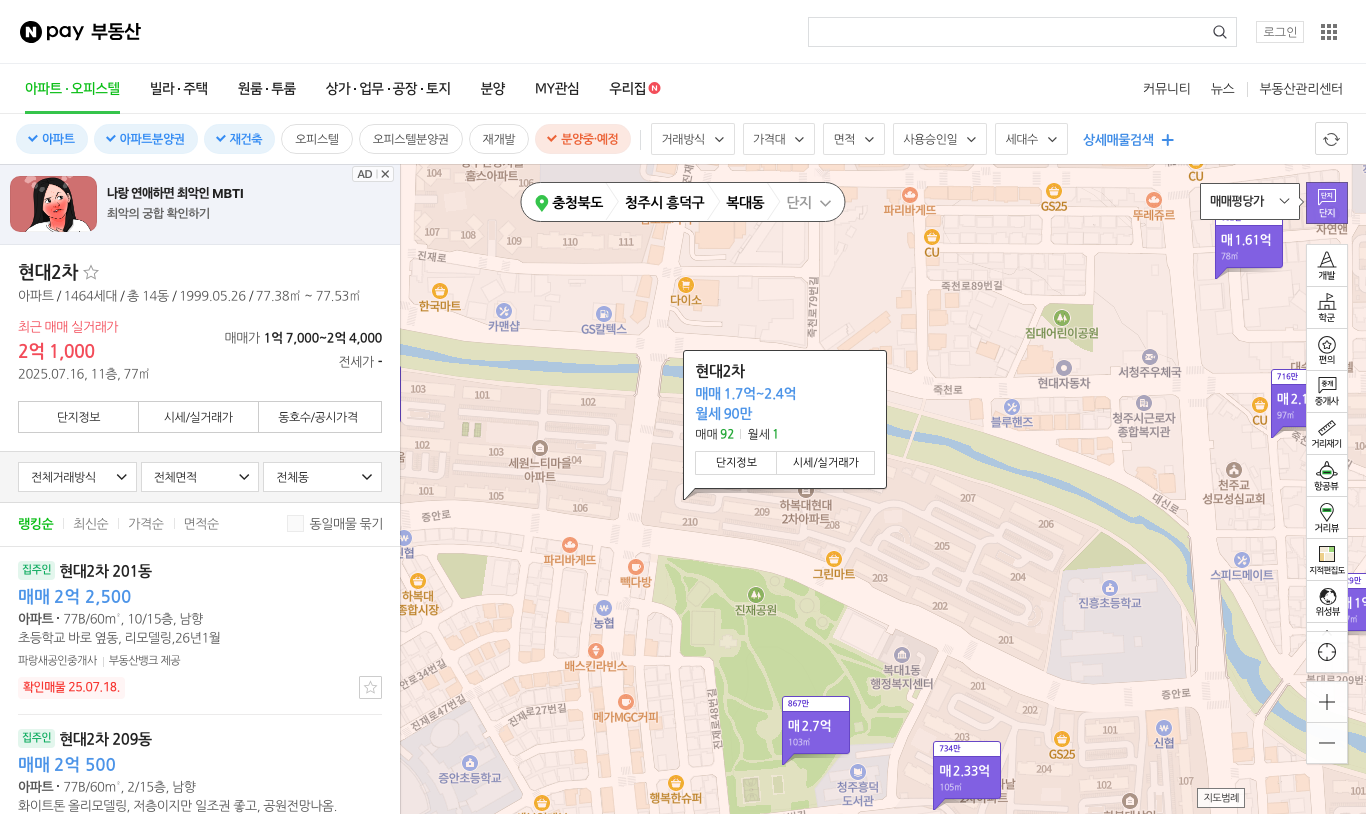 N pay 부동산
로그인
아파트·오피스텔
빌라·주택
원룸·투룸
상가·업무·공장·토지
분양
MY관심
우리집 N
커뮤니티
뉴스
부동산관리센터
아파트
아파트분양권
재건축
오피스텔
오피스텔분양권
재개발
분양중·예정
거래방식
가격대
면적
사용승인일
세대수
상세매물검색 +
AD
나랑 연애하면 최악인 MBTI
최악의 궁합 확인하기
현대2차
아파트 / 1464세대 / 총 14동 / 1999.05.26 / 77.38㎡ ~ 77.53㎡
최근 매매 실거래가
2억 1,000
2025.07.16, 11층, 77㎡
매매가 1억 7,000~2억 4,000
전세가 -
단지정보
시세/실거래가
동호수/공시가격
전체거래방식
전체면적
전체동
랭킹순
최신순
가격순
면적순
동일매물 묶기
집주인 현대2차 201동
매매 2억 2,500
아파트 · 77B/60m², 10/15층, 남향
초등학교 바로 옆동, 리모델링,26년1월
파랑새공인중개사 | 부동산뱅크 제공
확인매물 25.07.18.
집주인 현대2차 209동
매매 2억 500
아파트 · 77B/60m², 2/15층, 남향
화이트톤 올리모델링, 저층이지만 일조권 좋고, 공원전망나옴.
충청북도
청주시 흥덕구
복대동
단지
매매평당가
단지
단지
개발
학군
편의
중개
중개사
거리재기
항공뷰
거리뷰
지적편집도
위성뷰
지도범례
홈스아파트
106
진재로
파리바게뜨
GS25
CU
뚜레쥬르
자연앤
CU
매 1.61억
78㎡
진재로
한국마트
카맨샵
GS칼텍스
다이소
죽천로79번길
죽천로89번길
짐대어린이공원
현대2차
매매 1.7억~2.4억
월세 90만
매매 92
월세 1
단지정보
시세/실거래가
현대자동차
서청주우체국
죽천로
블루핸즈
청주시근로자
종합복지관
716만
매 2.1
97㎡
CU
103
101
102
101
102
103
세원느티마을
아파트
104
101
105
106
증안로
210
209
208
하복대현대
2차아파트
207
206
205
204
203
202
201
천주교
성모성심교회
대신로
신협
파리바게뜨
빽다방
그린마트
하복대
종합시장
농협
진재공원
진흥초등학교
스피드메이트
배스킨라빈스
복대1동
행정복지센터
증안로34번길
진재로47번길
진재로27번길
메가MGC커피
진재로48번길
867만
매 2.7억
103㎡
734만
매 2.33억
105㎡
201
202
203
204
101
102
107
증안로
복대로209번길
GS25
신협
증안초등학교
행복한슈퍼
청주흥덕
도서관